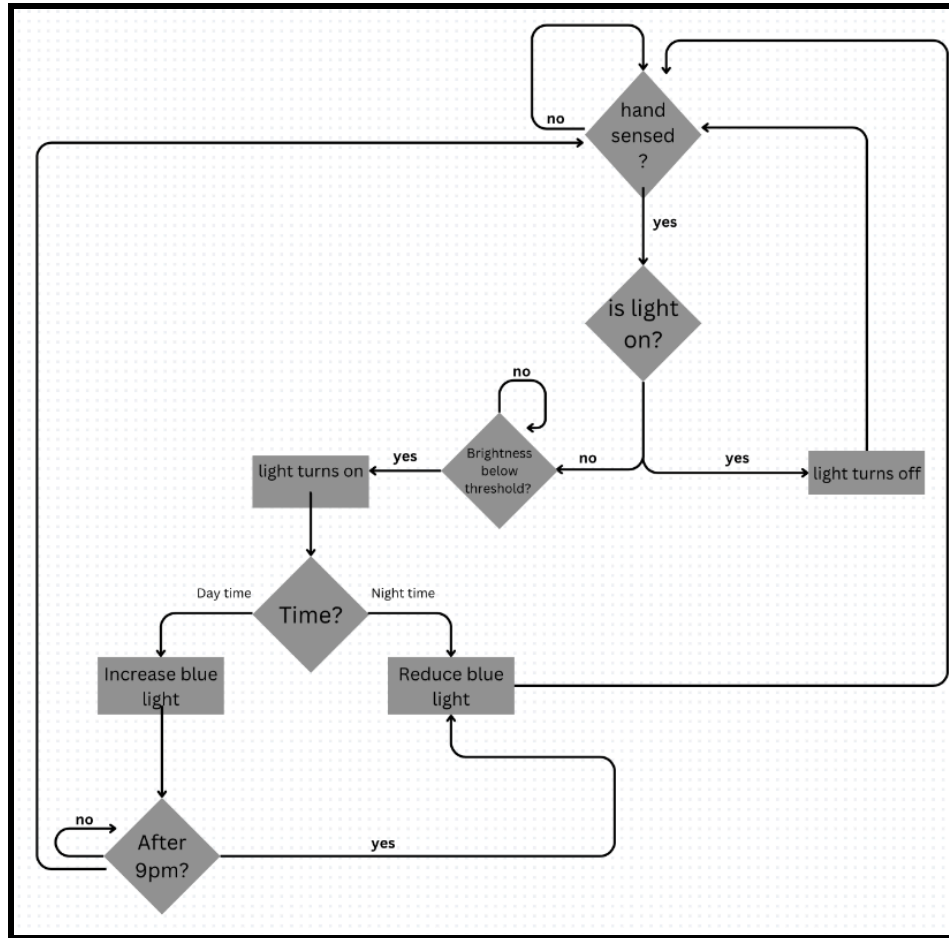 no
hand
sensed
?
yes
is light
on?
no
Brightness
below
threshold?
yes
light turns on
no
yes
light turns off
Day time
Time?
Night time
Increase blue
light
Reduce blue
light
no
After
9pm?
yes